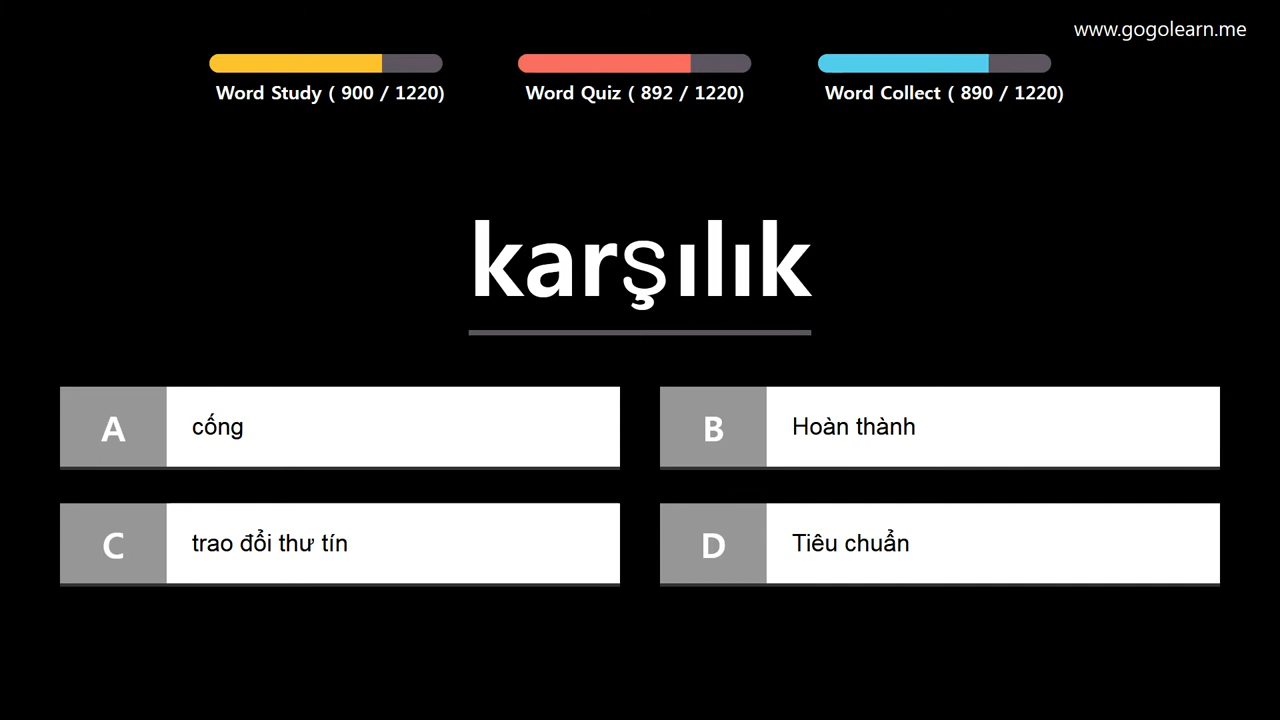 www.gogolearn.me
Word Study ( 900 / 1220)
Word Quiz ( 892 / 1220)
Word Collect ( 890 / 1220)
karşılık
A cống
B Hoàn thành
C trao đổi thư tín
D Tiêu chuẩn